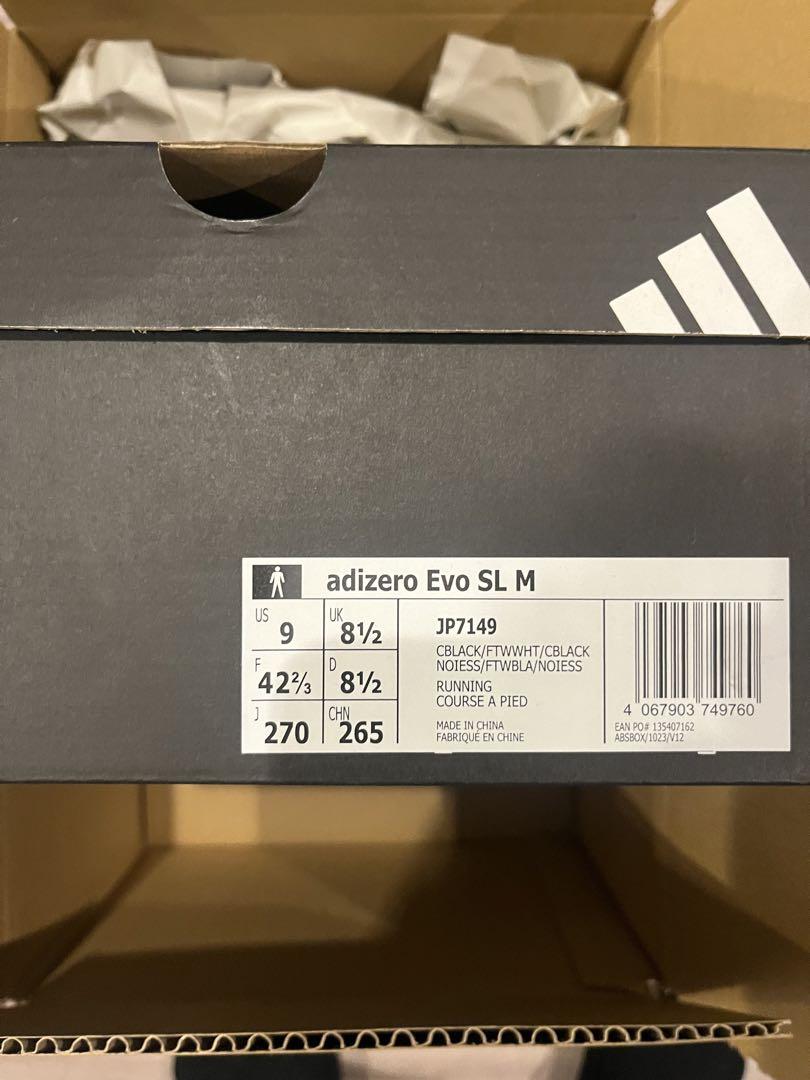 adizero Evo SL M
US 9
UK 8½
F 42⅔
D 8½
J 270
CHN 265
JP7149
CBLACK/FTWWHT/CBLACK
NOIESS/FTWBLA/NOIESS
RUNNING
COURSE A PIED
MADE IN CHINA
FABRIQUÉ EN CHINE
4 067903 749760
EAN PO# 135407162
ABSBOX/1023/V12